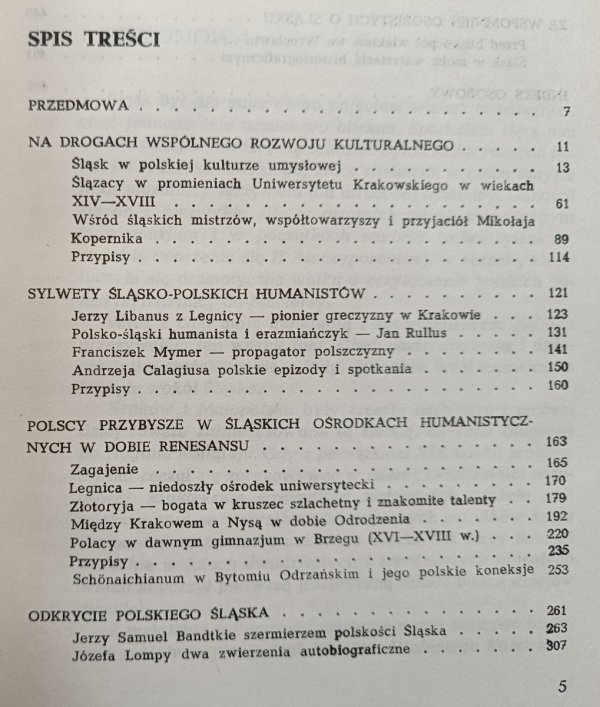 SPIS TREŚCI
PRZEDMOWA . . . . . . . . . . . . . . . . . . . 7
NA DROGACH WSPÓLNEGO ROZWOJU KULTURALNEGO . . . . . 11
Śląsk w polskiej kulturze umysłowej . . . . . . . . . . 13
Ślązacy w promieniach Uniwersytetu Krakowskiego w wiekach
XIV—XVIII . . . . . . . . . . . . . . . . . 61
Wśród śląskich mistrzów, współtowarzyszy i przyjaciół Mikołaja
Kopernika . . . . . . . . . . . . . . . . . 89
Przypisy . . . . . . . . . . . . . . . . . . 114
SYLWETY ŚLĄSKO-POLSKICH HUMANISTÓW . . . . . . . . . 121
Jerzy Libanus z Legnicy — pionier greczyzny w Krakowie . . . 123
Polsko-śląski humanista i erazmiańczyk — Jan Rullus . . . . 131
Franciszek Mymer — propagator polszczyzny . . . . . . . 141
Andrzeja Calagiusa polskie epizody i spotkania . . . . . . 150
Przypisy . . . . . . . . . . . . . . . . . . 160
POLSCY PRZYBYSZE W ŚLĄSKICH OŚRODKACH HUMANISTYCZ-
NYCH W DOBIE RENESANSU . . . . . . . . . . . . . 163
Zagajenie . . . . . . . . . . . . . . . . . 165
Legnica — niedoszły ośrodek uniwersytecki . . . . . . . . 170
Złotoryja — bogata w kruszec szlachetny i znakomite talenty . . 179
Między Krakowem a Nysą w dobie Odrodzenia . . . . . . 192
Polacy w dawnym gimnazjum w Brzegu (XVI—XVIII w.) . . . 220
Przypisy . . . . . . . . . . . . . . . . . . 235
Schönaichianum w Bytomiu Odrzańskim i jego polskie koneksje 253
ODKRYCIE POLSKIEGO ŚLĄSKA . . . . . . . . . . . . 261
Jerzy Samuel Bandtkie szermierzem polskości Śląska . . . . . 263
Józefa Lompy dwa zwierzenia autobiograficzne . . . . . . . 307
5